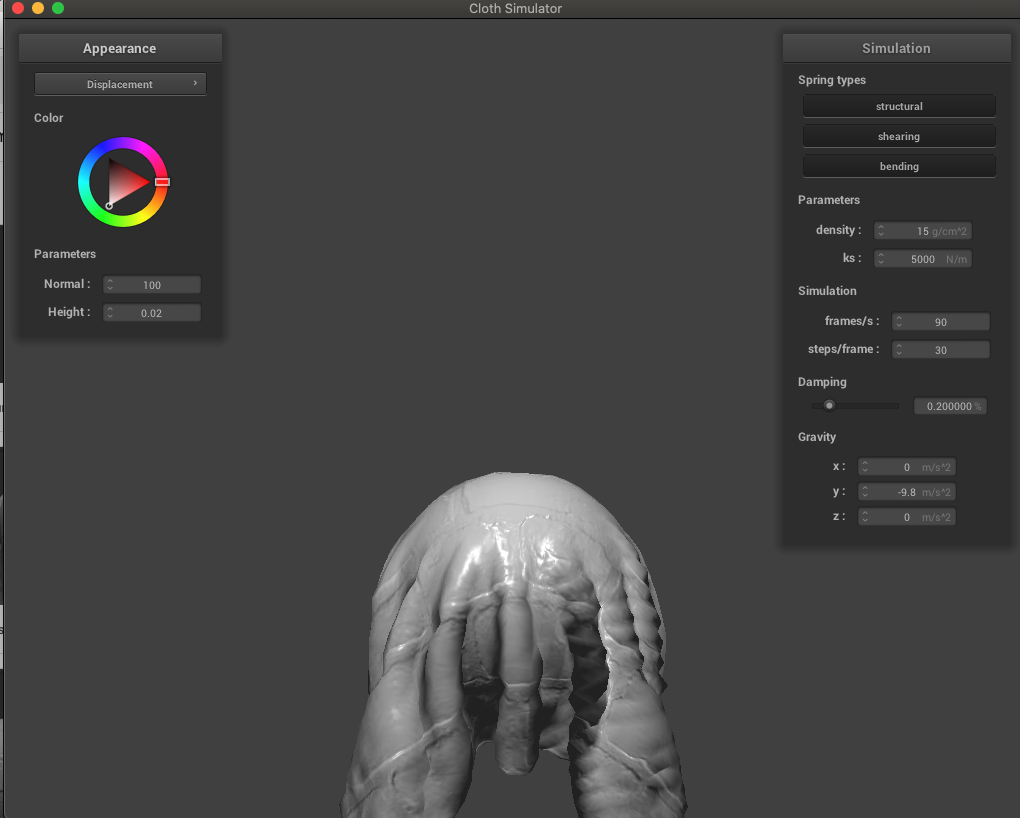 Cloth Simulator
Appearance
Displacement
Color
Parameters
Normal : 100
Height : 0.02
Simulation
Spring types
structural
shearing
bending
Parameters
density : 15 g/cm^2
ks : 5000 N/m
Simulation
frames/s : 90
steps/frame : 30
Damping
0.200000 %
Gravity
x : 0 m/s^2
y : -9.8 m/s^2
z : 0 m/s^2